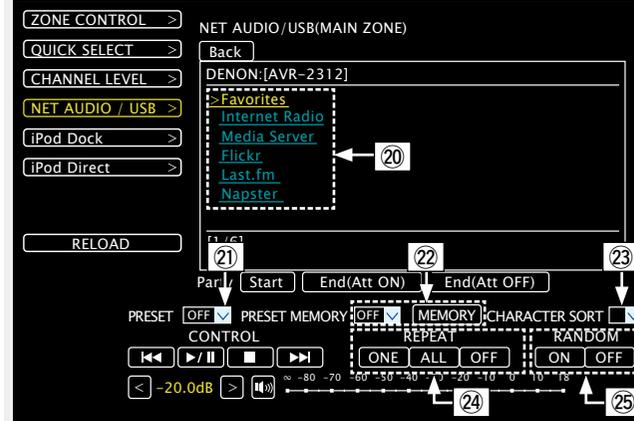 ZONE CONTROL >
QUICK SELECT >
CHANNEL LEVEL >
NET AUDIO / USB >
iPod Dock >
iPod Direct >
RELOAD
NET AUDIO/USB(MAIN ZONE)
Back
DENON:[AVR-2312]
>Favorites
Internet Radio
Media Server
Flickr
Last.fm
Napster
⑳
[1/6]
㉑ ㉒ ㉓
Party Start End(Att ON) End(Att OFF)
PRESET OFF PRESET MEMORY OFF MEMORY CHARACTER SORT
CONTROL REPEAT RANDOM
ONE ALL OFF ON OFF
< -20.0dB > ∞ -80 -70 -60 -50 -40 -30 -20 -10 0 10 18
㉔ ㉕